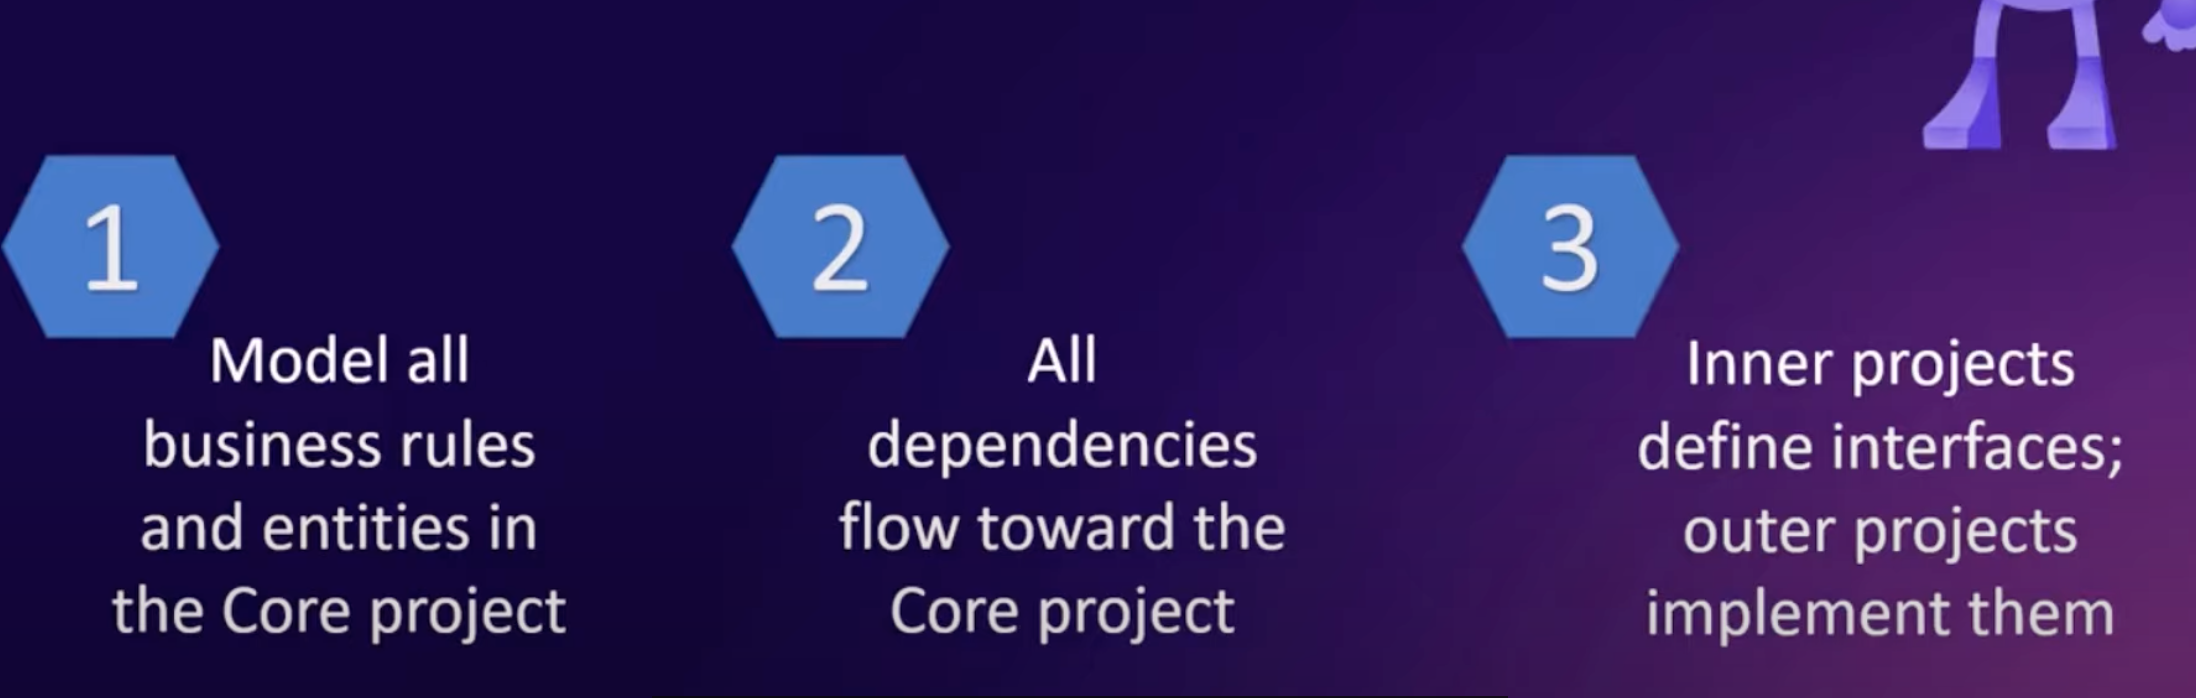 1
Model all
business rules
and entities in
the Core project
2
All
dependencies
flow toward the
Core project
3
Inner projects
define interfaces;
outer projects
implement them